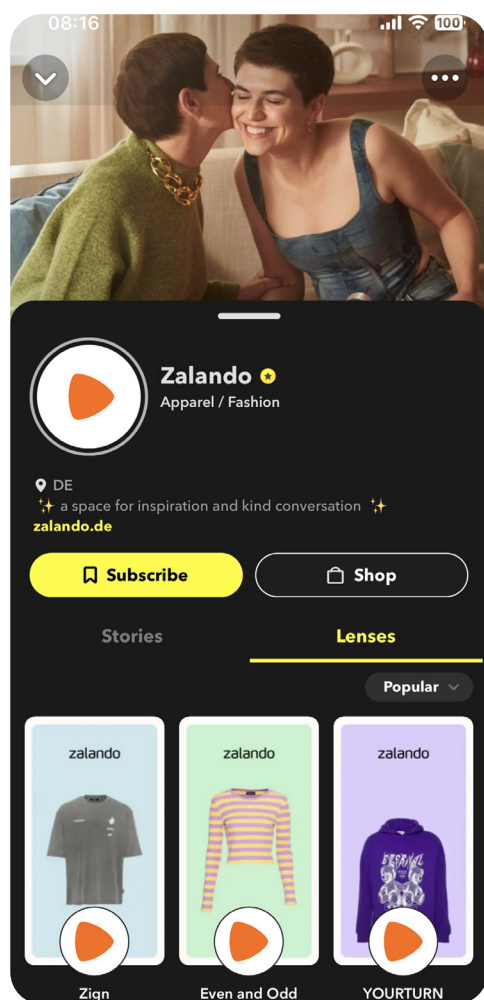 08:16
100
Zalando
Apparel / Fashion
DE
✨ a space for inspiration and kind conversation ✨
zalando.de
Subscribe
Shop
Stories
Lenses
Popular
zalando
zalando
zalando
ETERNAL
Zign
Even and Odd
YOURTURN